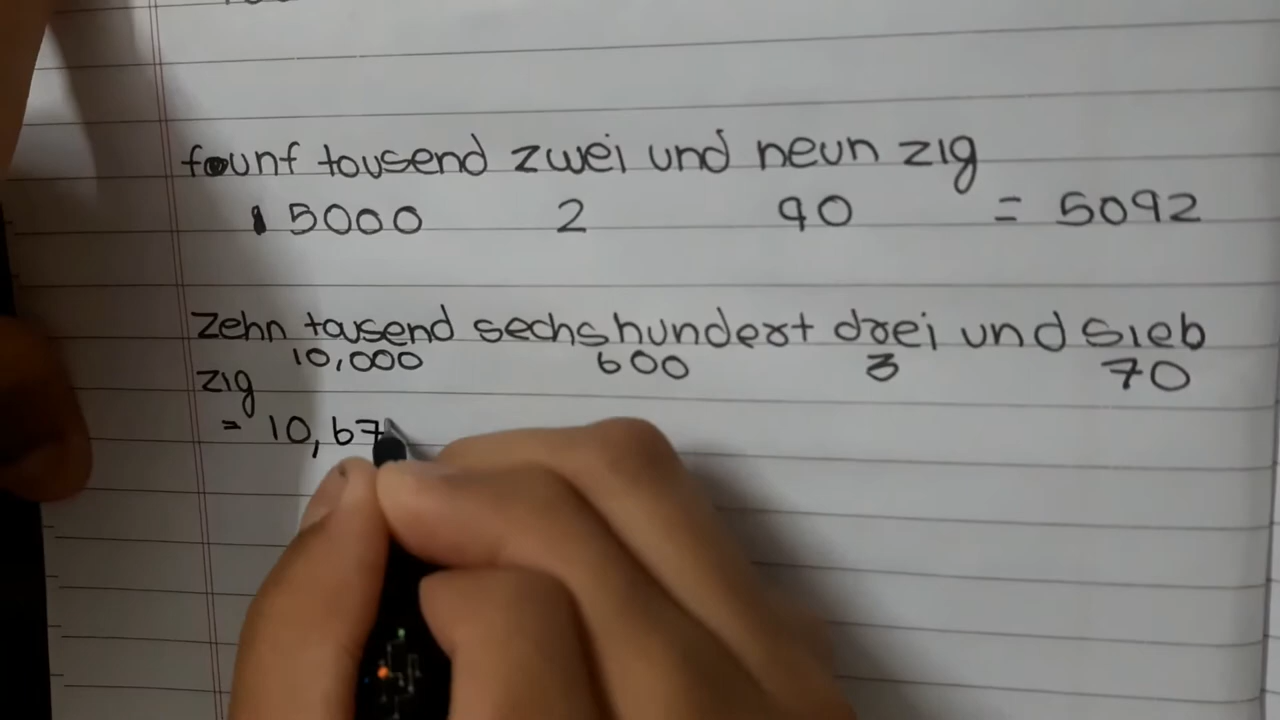 founf tousend zwei und neun zig
5000 2 90 = 5092
zehn tausend sechshundert drei und sieb
10,000 600 3 70
zig
= 10,67